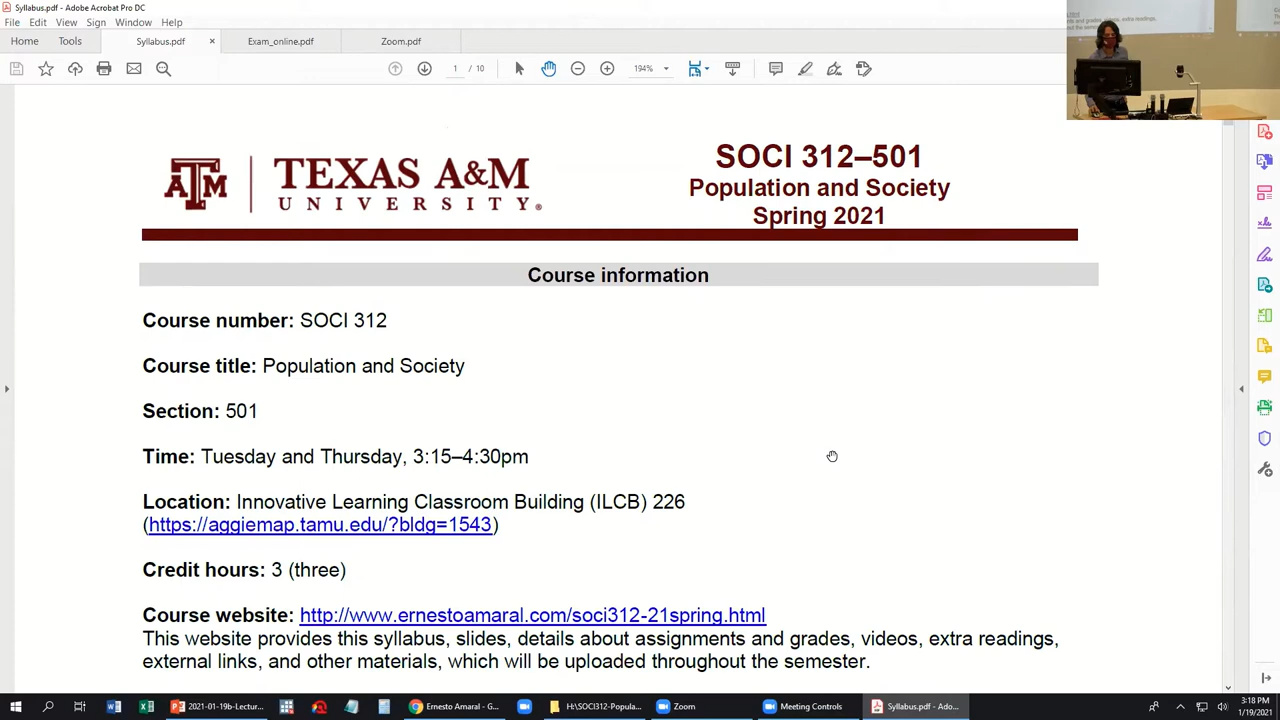 Syllabus.pdf - Adobe Acrobat Pro DC
File Edit View Sign Window Help
Home Tools Syllabus.pdf × Exam_online.pdf Zoom.pdf
1 / 10 194%
ĀTM TEXAS A&M
UNIVERSITY®
SOCI 312–501
Population and Society
Spring 2021
Course information
Course number: SOCI 312
Course title: Population and Society
Section: 501
Time: Tuesday and Thursday, 3:15–4:30pm
Location: Innovative Learning Classroom Building (ILCB) 226
(https://aggiemap.tamu.edu/?bldg=1543)
Credit hours: 3 (three)
Course website: http://www.ernestoamaral.com/soci312-21spring.html
This website provides this syllabus, slides, details about assignments and grades, videos, extra readings,
external links, and other materials, which will be uploaded throughout the semester.
2021-01-19b-Lectur... Ernesto Amaral - G... H:\SOCI312-Popula... Zoom Meeting Controls Syllabus.pdf - Ado...
3:18 PM
1/19/2021